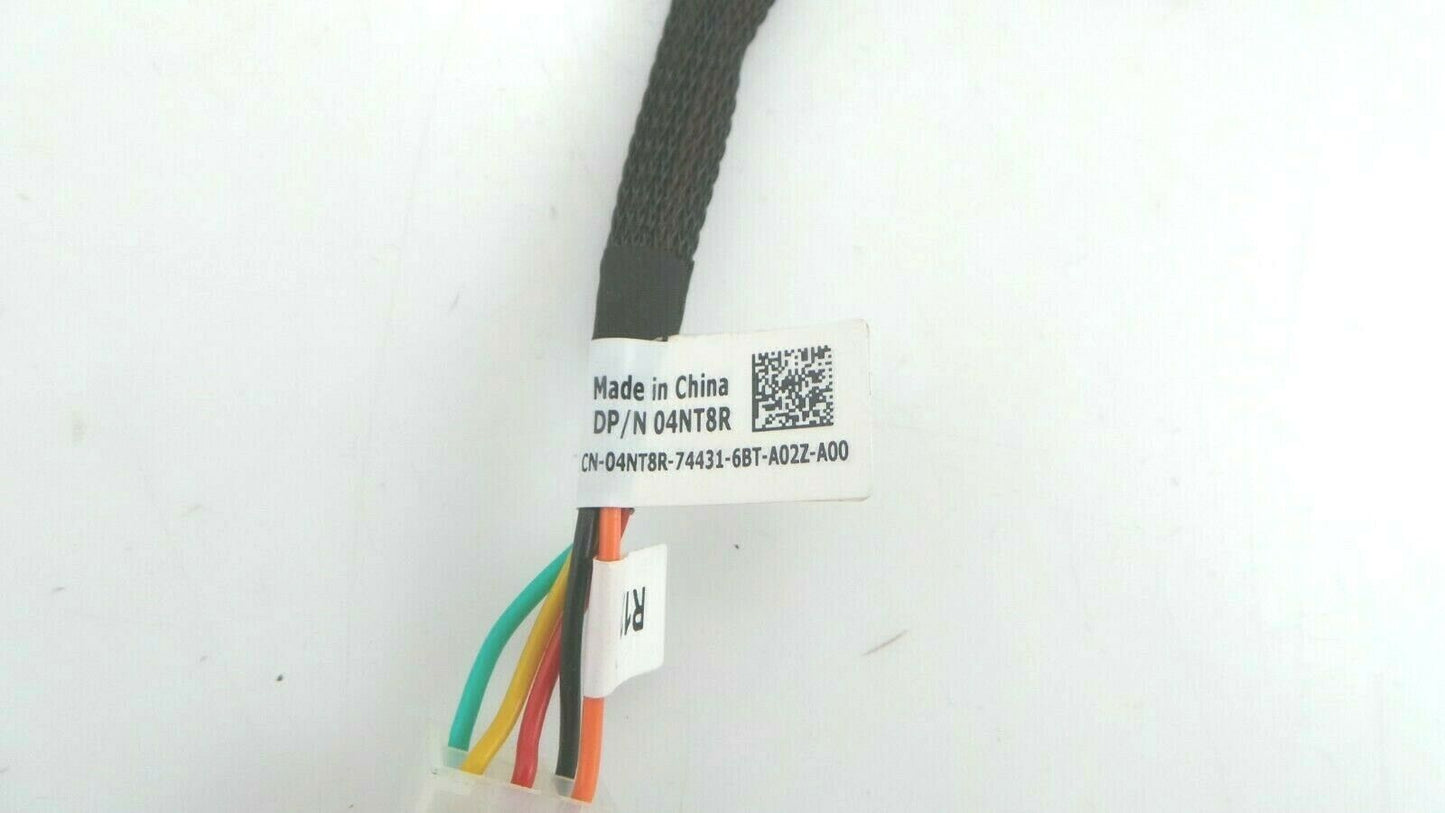 Made in China
DP/N 04NT8R
CN-04NT8R-74431-6BT-A02Z-A00